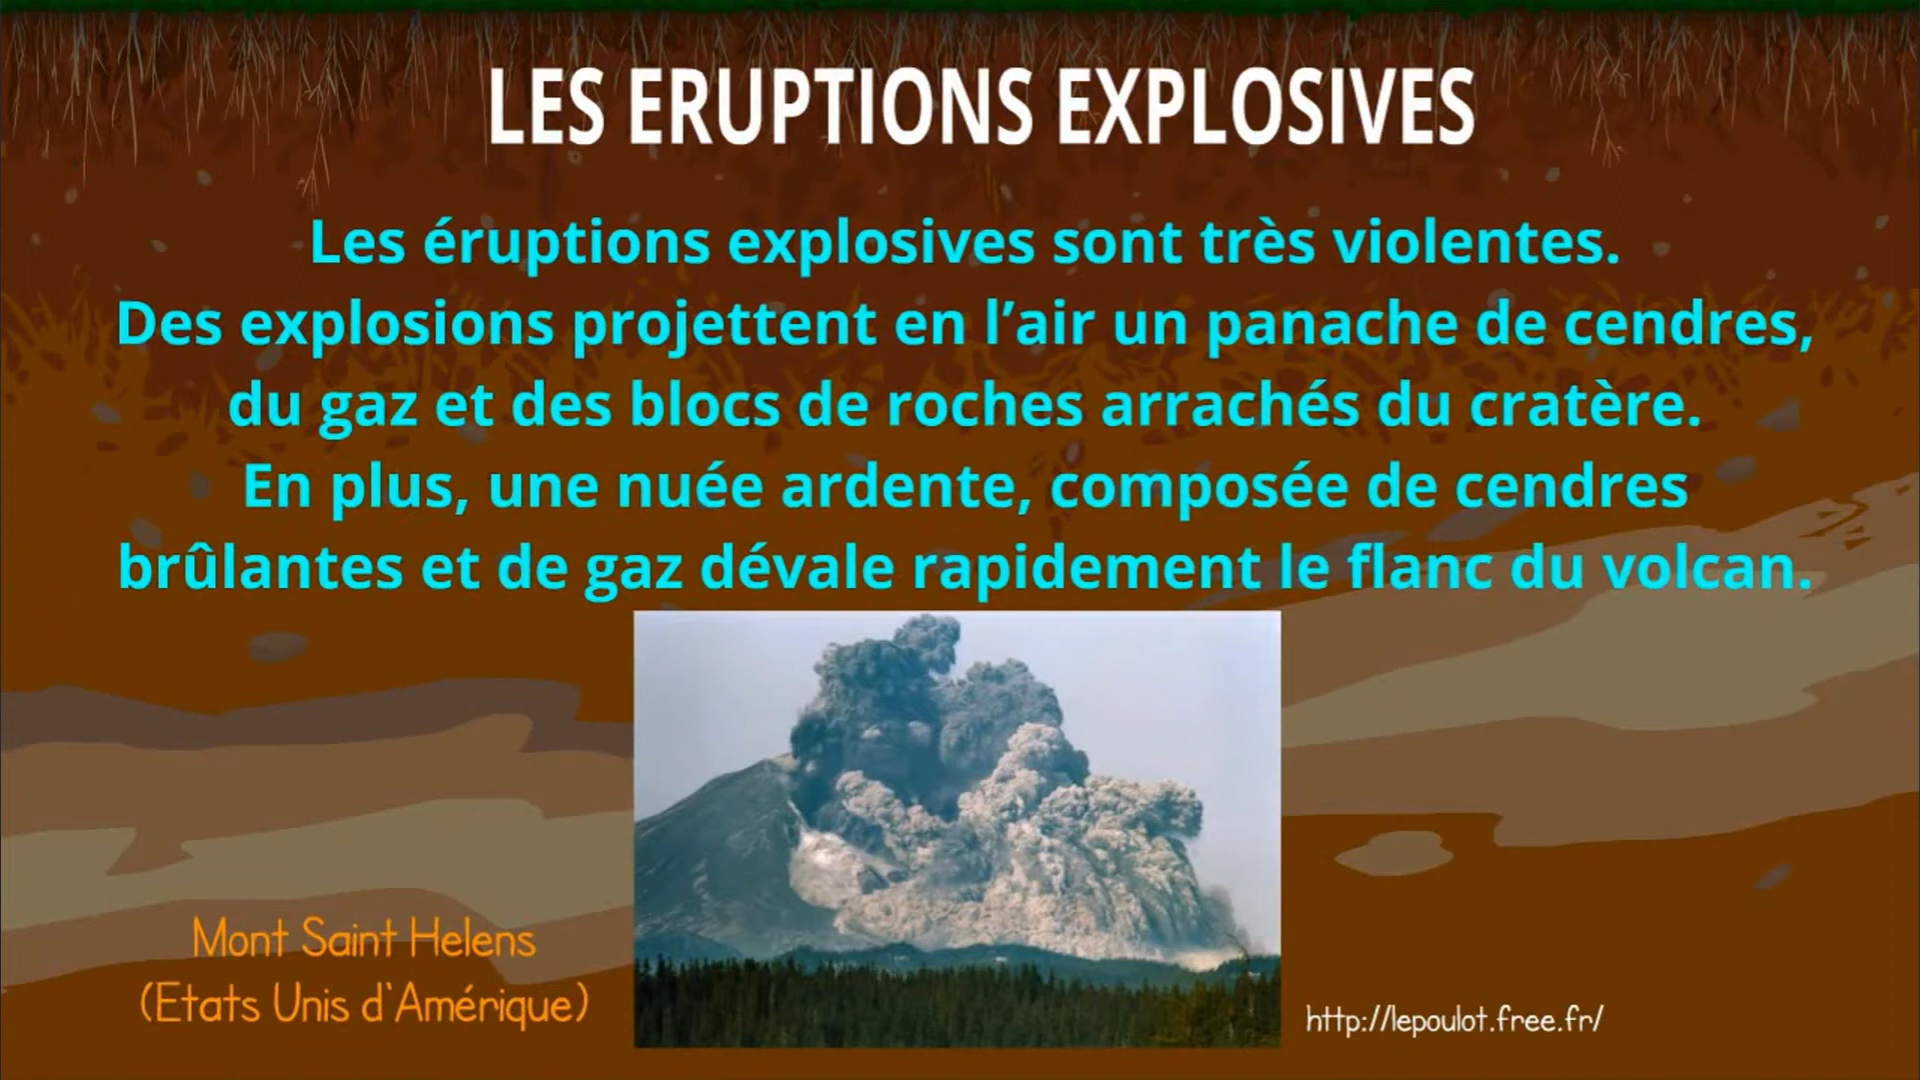 LES ERUPTIONS EXPLOSIVES
Les éruptions explosives sont très violentes.
Des explosions projettent en l’air un panache de cendres,
du gaz et des blocs de roches arrachés du cratère.
En plus, une nuée ardente, composée de cendres
brûlantes et de gaz dévale rapidement le flanc du volcan.
Mont Saint Helens
(Etats Unis d'Amérique)
http://lepoulot.free.fr/